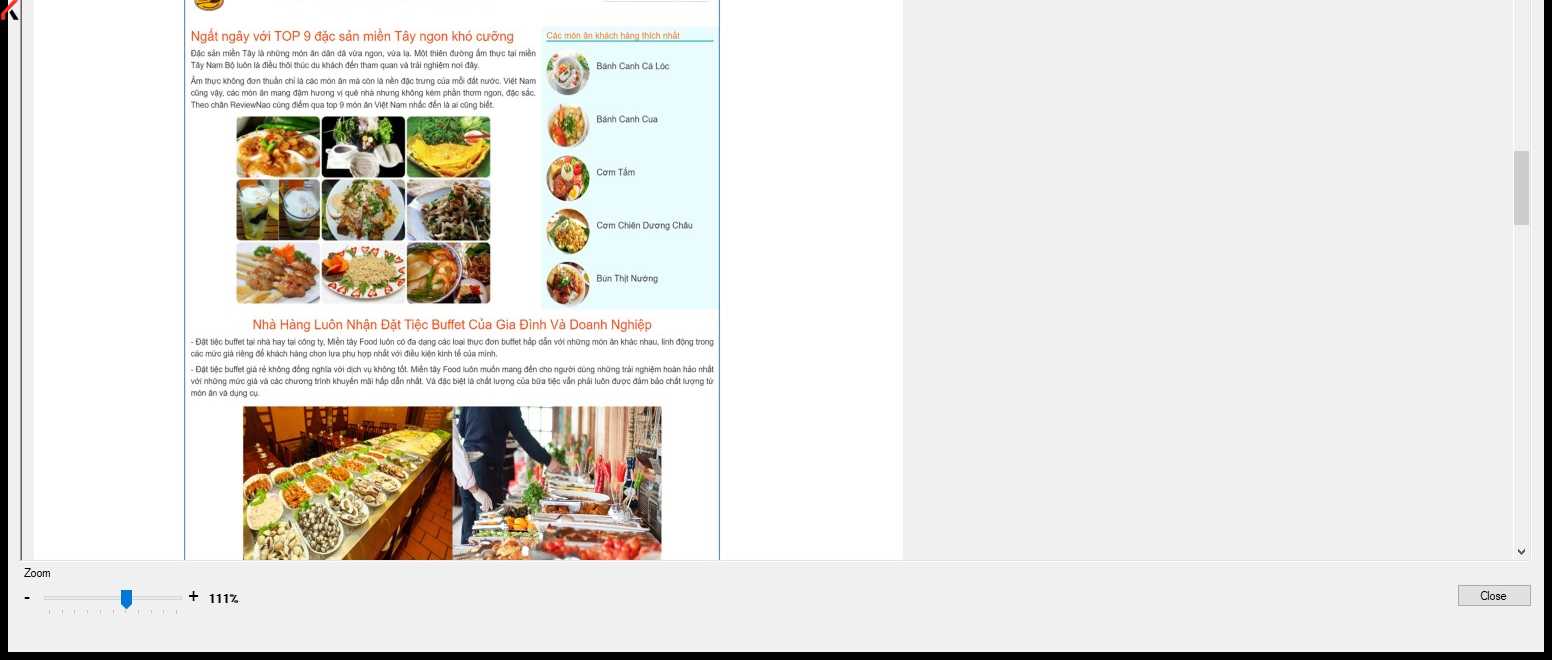 Ngất ngây với TOP 9 đặc sản miền Tây ngon khó cưỡng
Đặc sản miền Tây là những món ăn dân dã vừa ngon, vừa lạ. Một thiên đường ẩm thực tại miền
Tây Nam Bộ luôn là điều thôi thúc du khách đến tham quan và trải nghiệm nơi đây.
Ẩm thực không đơn thuần chỉ là các món ăn mà còn là nền đặc trưng của mỗi đất nước. Việt Nam
cũng vậy, các món ăn mang đậm hương vị quê nhà nhưng không kém phần thơm ngon, đặc sắc.
Theo chân ReviewNao cùng điểm qua top 9 món ăn Việt Nam nhắc đến là ai cũng biết.
Các món ăn khách hàng thích nhất
Bánh Canh Cá Lóc
Bánh Canh Cua
Cơm Tấm
Cơm Chiên Dương Châu
Bún Thịt Nướng
Nhà Hàng Luôn Nhận Đặt Tiệc Buffet Của Gia Đình Và Doanh Nghiệp
- Đặt tiệc buffet tại nhà hay tại công ty, Miền tây Food luôn có đa dạng các loại thực đơn buffet hấp dẫn với những món ăn khác nhau, linh động trong
các mức giá riêng để khách hàng chọn lựa phù hợp nhất với điều kiện kinh tế của mình.
- Đặt tiệc buffet giá rẻ không đồng nghĩa với dịch vụ không tốt. Miền tây Food luôn muốn mang đến cho người dùng những trải nghiệm hoàn hảo nhất
với những mức giá và các chương trình khuyến mãi hấp dẫn nhất. Và đặc biệt là chất lượng của bữa tiệc vẫn phải luôn được đảm bảo chất lượng từ
món ăn và dụng cụ.
Zoom
- + 111%
Close